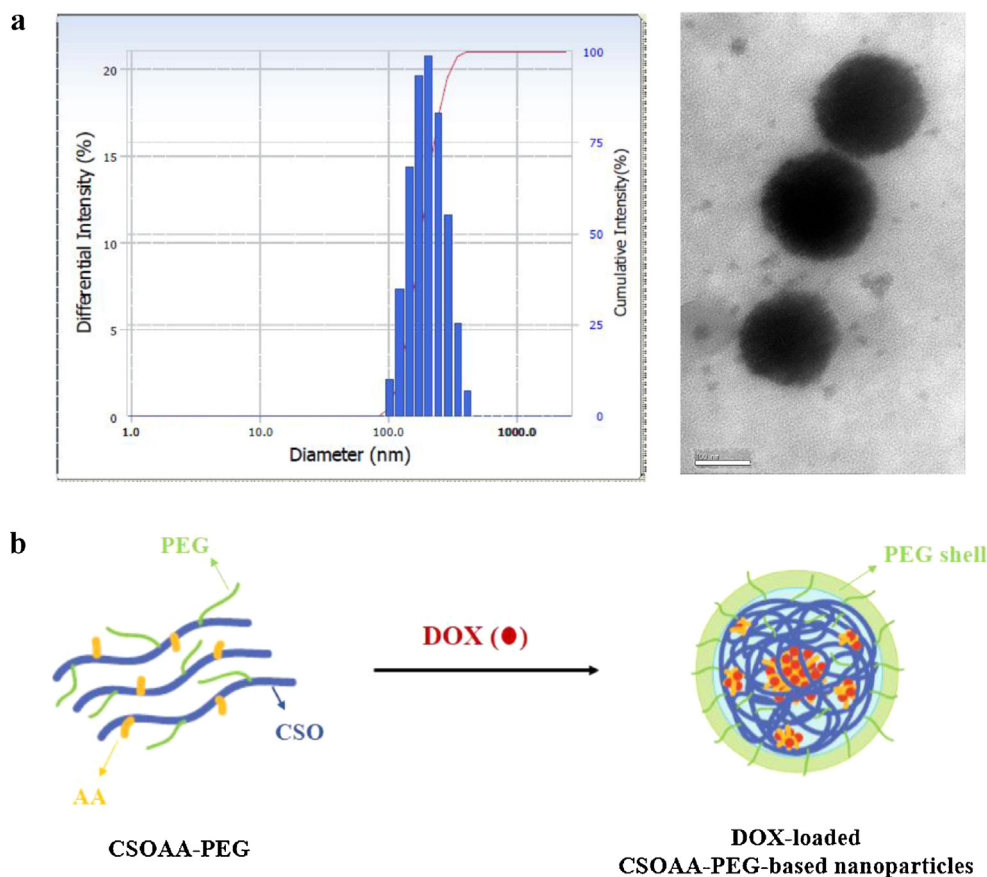 a
Differential Intensity (%)
20
15
10
5
0
1.0
10.0
100.0
1000.0
Diameter (nm)
100
75
50
25
0
Cumulative Intensity(%)
b
PEG
CSO
AA
CSOAA-PEG
DOX (●)
PEG shell
DOX-loaded
CSOAA-PEG-based nanoparticles